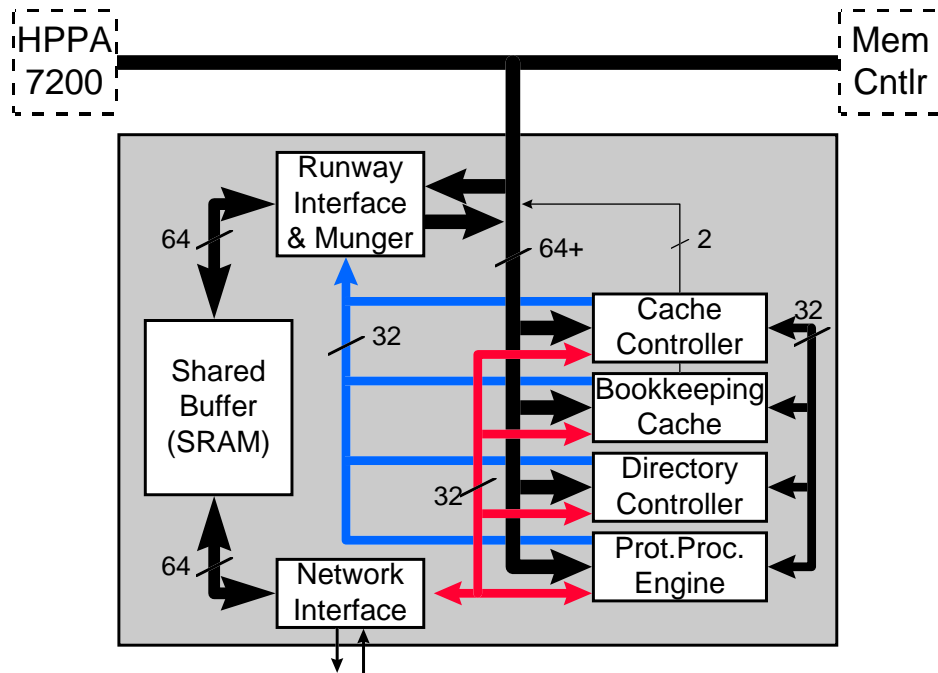 HPPA
7200
Mem
Cntlr
Runway
Interface
& Munger
64
64+
2
32
Cache
Controller
32
Shared
Buffer
(SRAM)
Bookkeeping
Cache
Directory
Controller
32
64
Network
Interface
Prot.Proc.
Engine